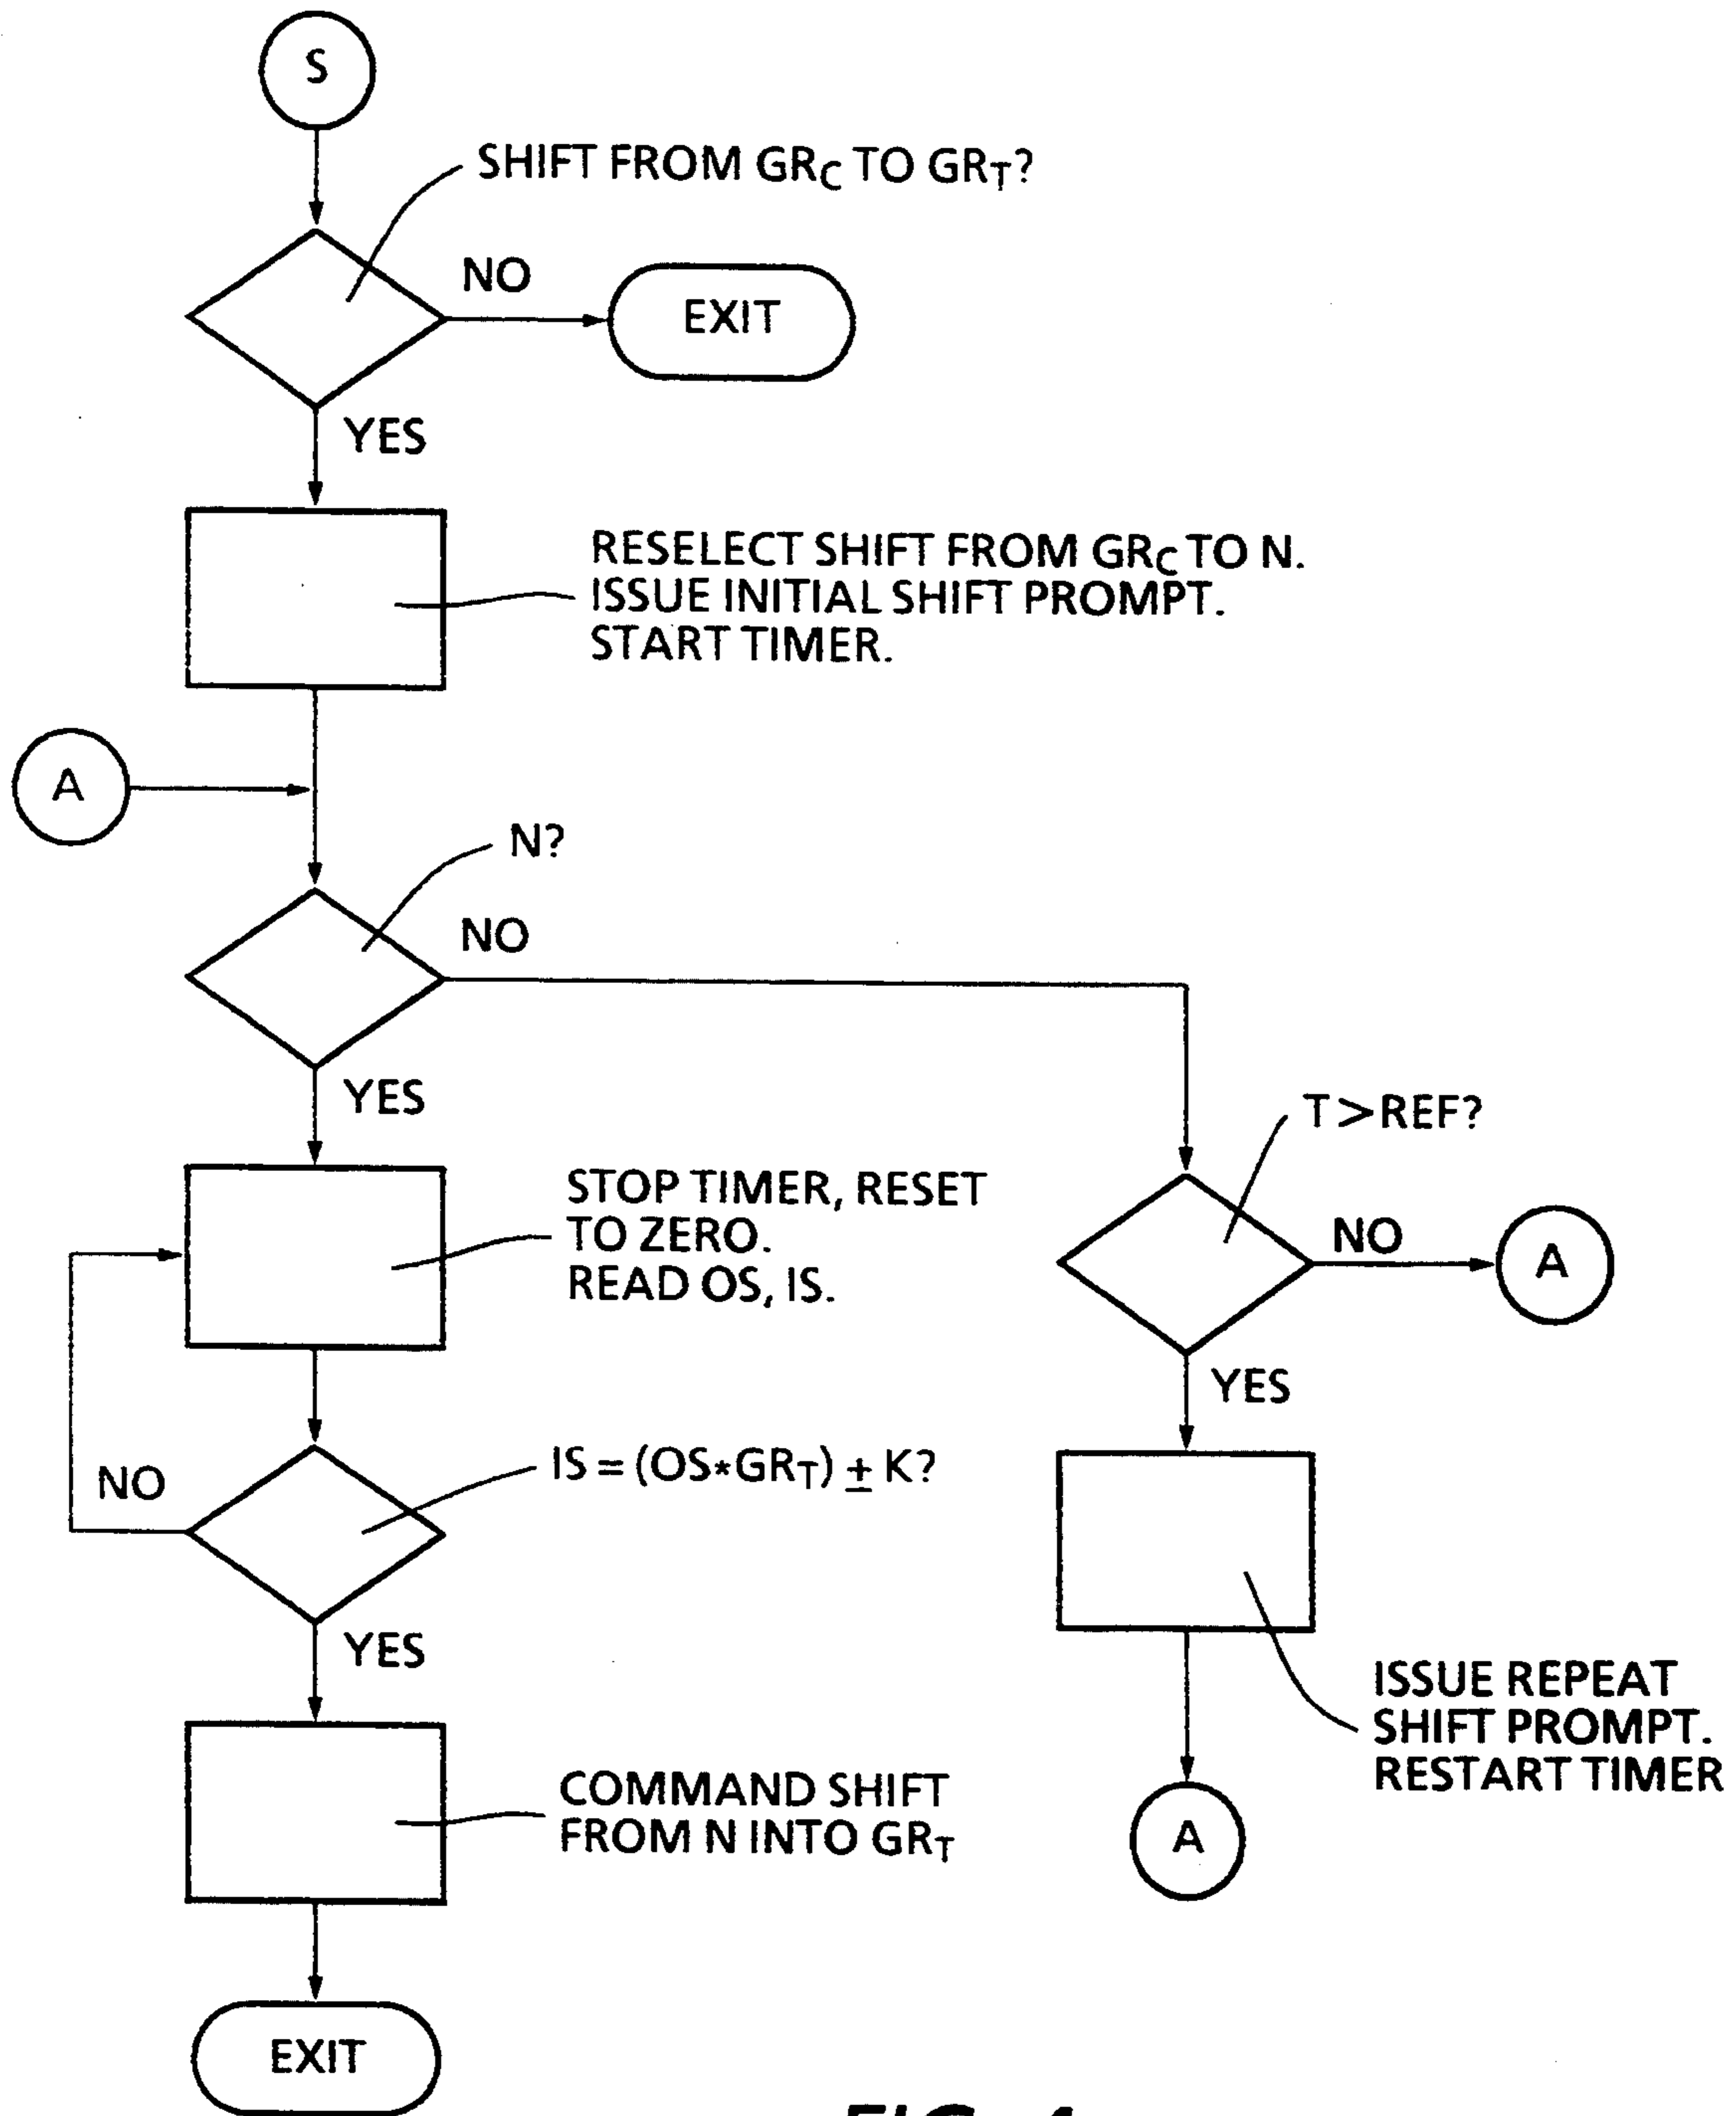 S
SHIFT FROM GRC TO GRT?
NO
EXIT
YES
RESELECT SHIFT FROM GRC TO N.
ISSUE INITIAL SHIFT PROMPT.
START TIMER.
A
N?
NO
YES
T>REF?
STOP TIMER, RESET
TO ZERO.
READ OS, IS.
NO
A
YES
IS = (OS*GRT) ± K?
NO
YES
ISSUE REPEAT
SHIFT PROMPT.
RESTART TIMER
COMMAND SHIFT
FROM N INTO GRT
A
EXIT